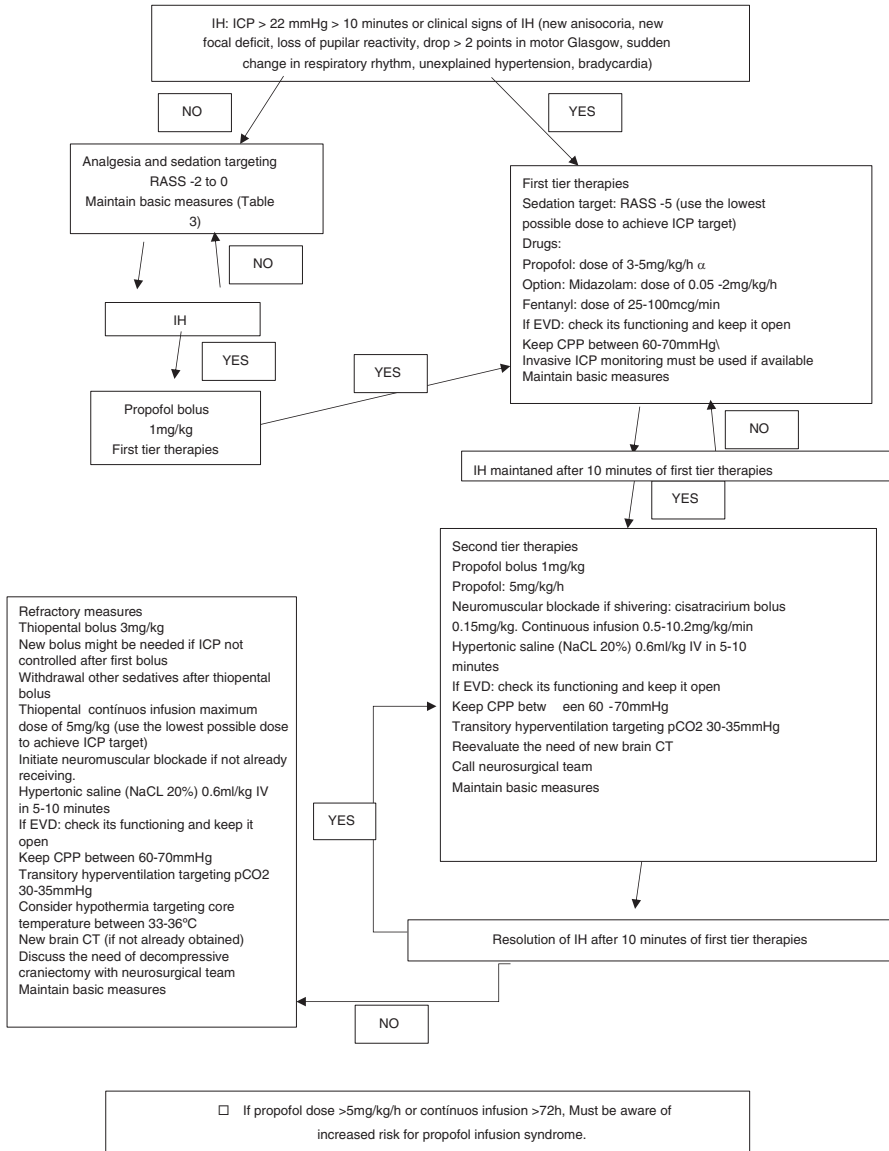 IH: ICP > 22 mmHg > 10 minutes or clinical signs of IH (new anisocoria, new
focal deficit, loss of pupilar reactivity, drop > 2 points in motor Glasgow, sudden
change in respiratory rhythm, unexplained hypertension, bradycardia)
NO
YES
Analgesia and sedation targeting
RASS -2 to 0
Maintain basic measures (Table
3)
NO
IH
YES
Propofol bolus
1mg/kg
First tier therapies
YES
First tier therapies
Sedation target: RASS -5 (use the lowest
possible dose to achieve ICP target)
Drugs:
Propofol: dose of 3-5mg/kg/h α
Option: Midazolam: dose of 0.05 -2mg/kg/h
Fentanyl: dose of 25-100mcg/min
If EVD: check its functioning and keep it open
Keep CPP between 60-70mmHg\
Invasive ICP monitoring must be used if available
Maintain basic measures
NO
IH maintaned after 10 minutes of first tier therapies
YES
Second tier therapies
Propofol bolus 1mg/kg
Propofol: 5mg/kg/h
Neuromuscular blockade if shivering: cisatracirium bolus
0.15mg/kg. Continuous infusion 0.5-10.2mg/kg/min
Hypertonic saline (NaCL 20%) 0.6ml/kg IV in 5-10
minutes
If EVD: check its functioning and keep it open
Keep CPP betw een 60 -70mmHg
Transitory hyperventilation targeting pCO2 30-35mmHg
Reevaluate the need of new brain CT
Call neurosurgical team
Maintain basic measures
Refractory measures
Thiopental bolus 3mg/kg
New bolus might be needed if ICP not
controlled after first bolus
Withdrawal other sedatives after thiopental
bolus
Thiopental contínuos infusion maximum
dose of 5mg/kg (use the lowest possible dose
to achieve ICP target)
Initiate neuromuscular blockade if not already
receiving.
Hypertonic saline (NaCL 20%) 0.6ml/kg IV
in 5-10 minutes
If EVD: check its functioning and keep it
open
Keep CPP between 60-70mmHg
Transitory hyperventilation targeting pCO2
30-35mmHg
Consider hypothermia targeting core
temperature between 33-36ºC
New brain CT (if not already obtained)
Discuss the need of decompressive
craniectomy with neurosurgical team
Maintain basic measures
YES
Resolution of IH after 10 minutes of first tier therapies
NO
□ If propofol dose >5mg/kg/h or contínuos infusion >72h, Must be aware of
increased risk for propofol infusion syndrome.